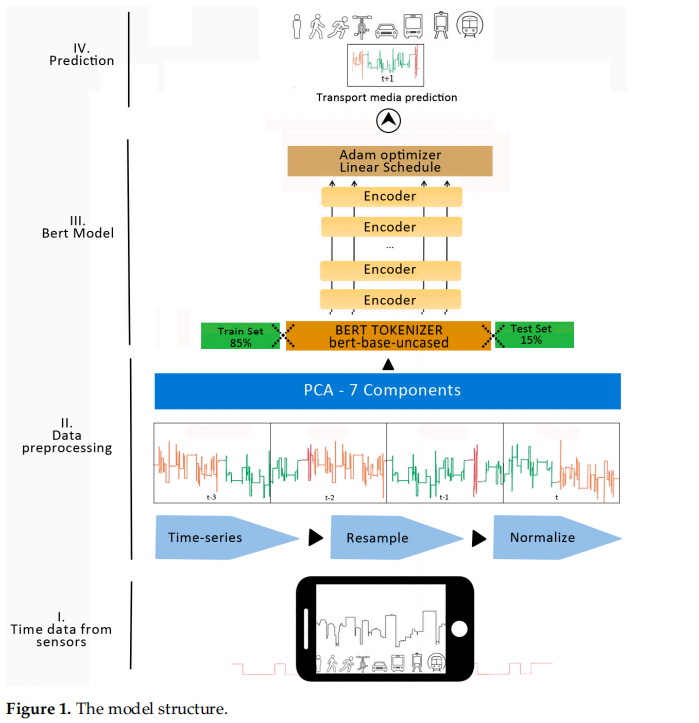 IV.
Prediction
t+1
Transport media prediction
Adam optimizer
Linear Schedule
III.
Bert Model
Encoder
Encoder
...
Encoder
Encoder
Train Set
85%
BERT TOKENIZER
bert-base-uncased
Test Set
15%
II.
Data
preprocessing
PCA - 7 Components
t-3
t-2
t-1
t
Time-series
Resample
Normalize
I.
Time data from
sensors
Figure 1. The model structure.